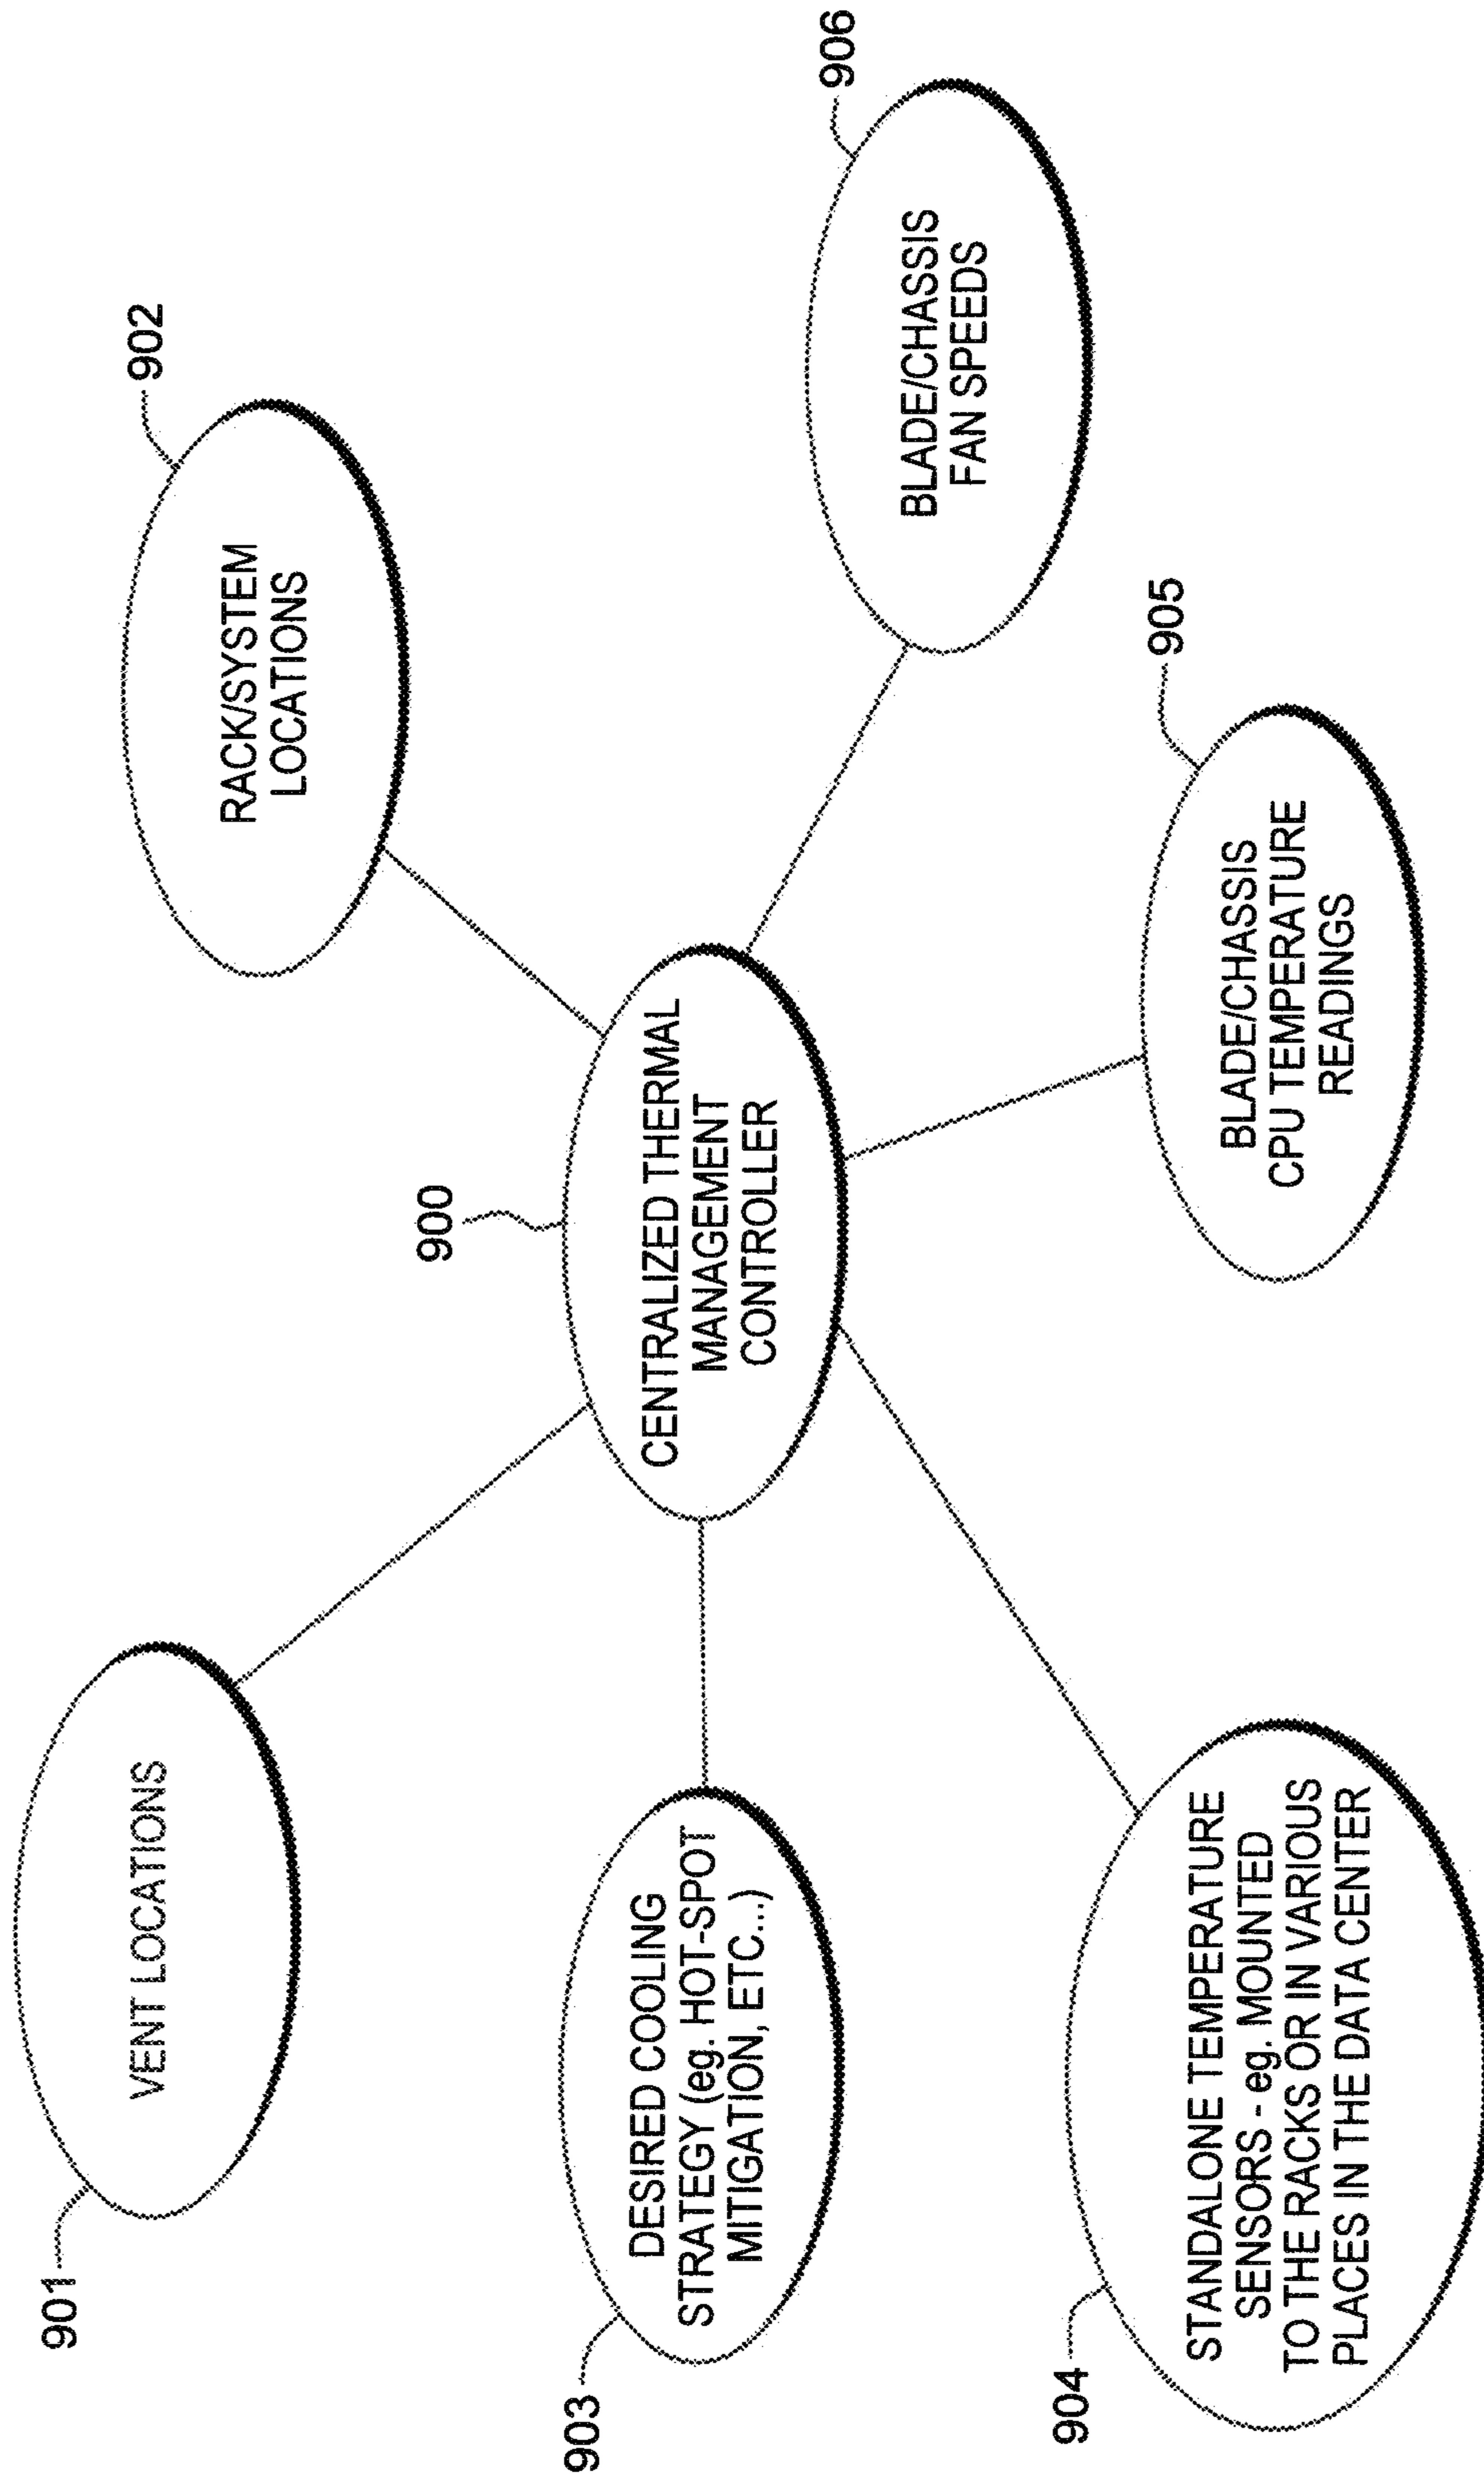 901
VENT LOCATIONS
902
RACK/SYSTEM
LOCATIONS
900
CENTRALIZED THERMAL
MANAGEMENT
CONTROLLER
903
DESIRED COOLING
STRATEGY (eg. HOT-SPOT
MITIGATION, ETC...)
906
BLADE/CHASSIS
FAN SPEEDS
904
STANDALONE TEMPERATURE
SENSORS - eg. MOUNTED
TO THE RACKS OR IN VARIOUS
PLACES IN THE DATA CENTER
905
BLADE/CHASSIS
CPU TEMPERATURE
READINGS